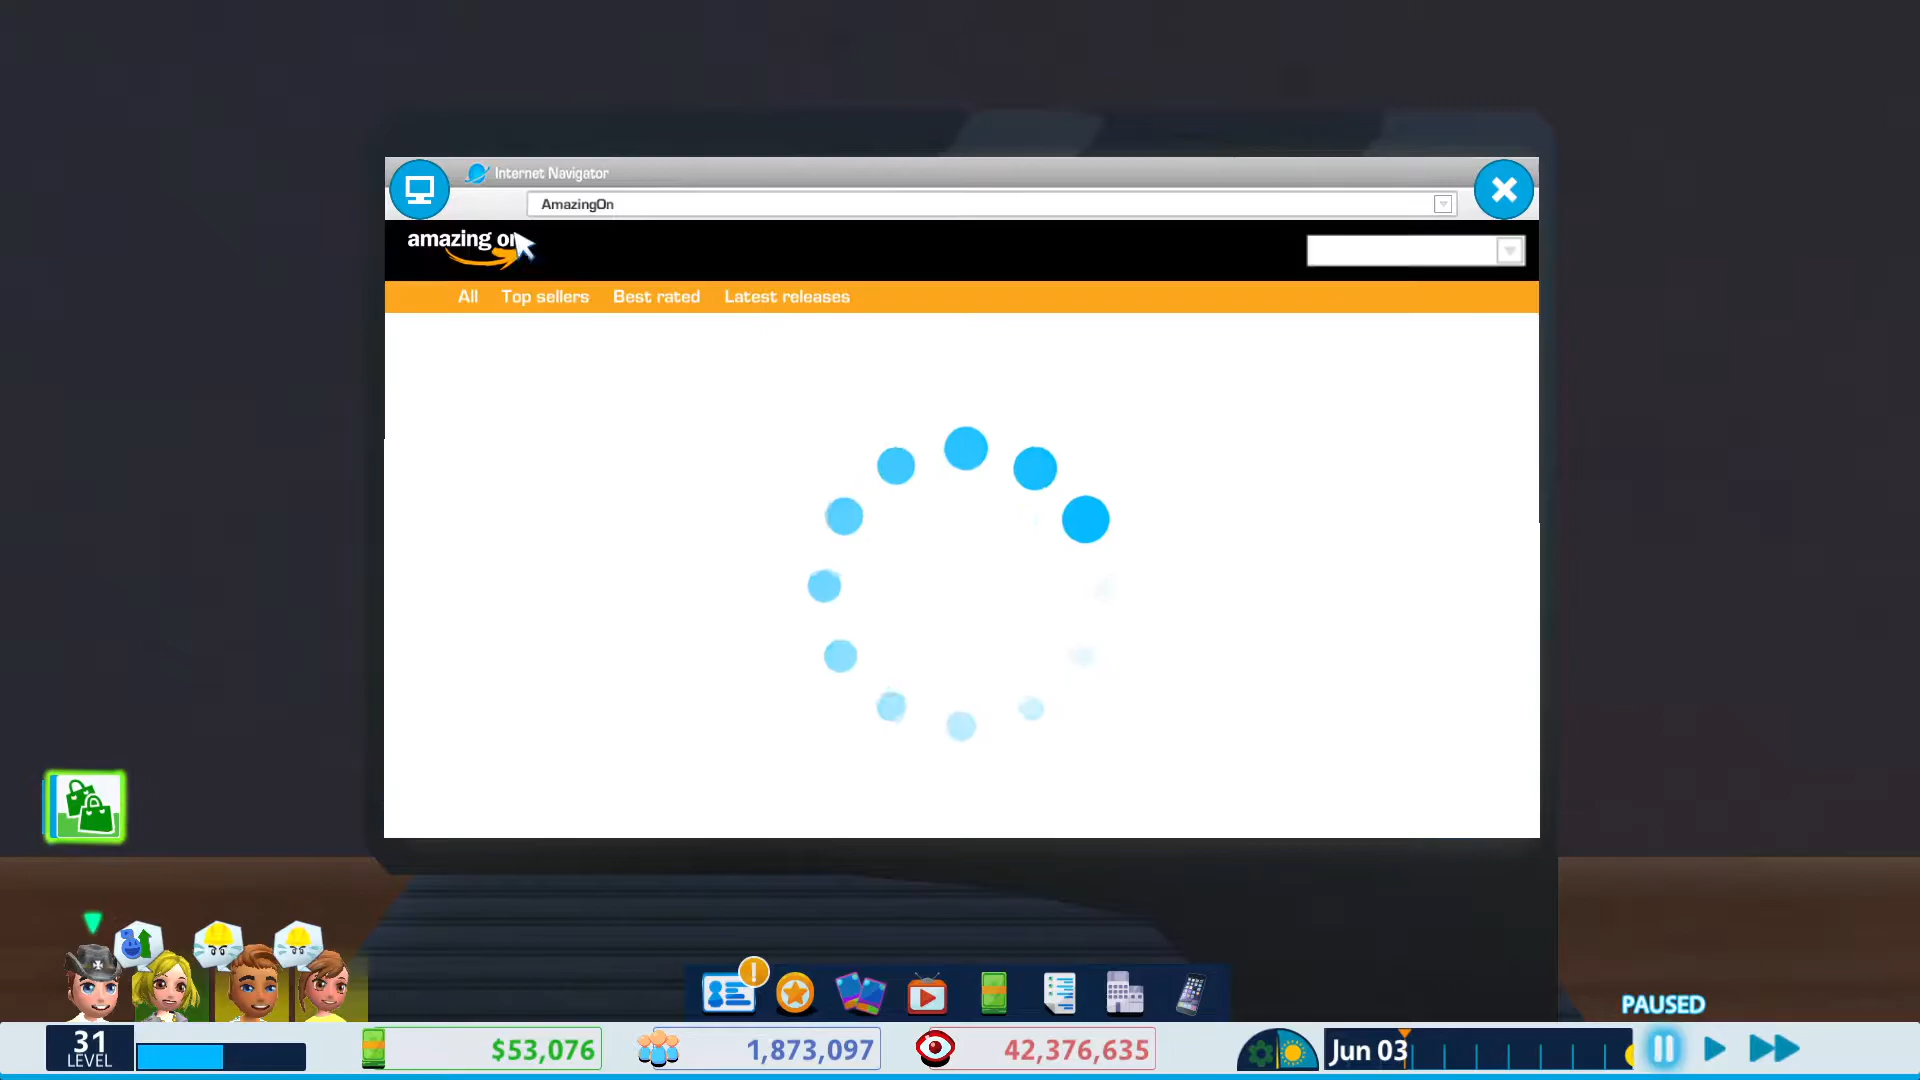 Internet Navigator
AmazingOn
amazing on
All Top sellers Best rated Latest releases
PAUSED
31
LEVEL
$53,076
1,873,097
42,376,635
Jun 03